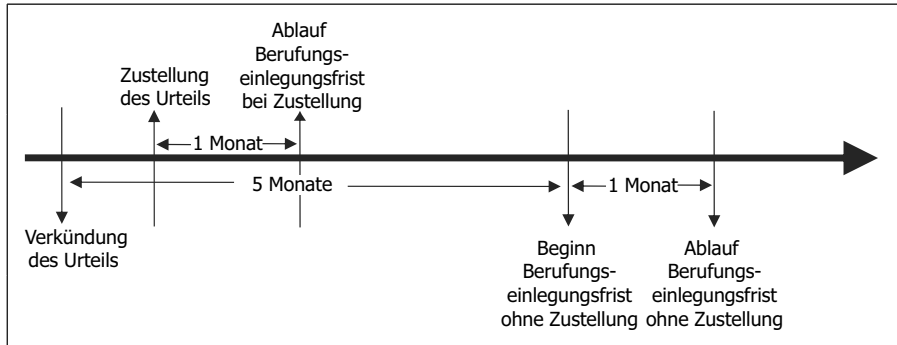 Zustellung
des Urteils
Ablauf
Berufungs-
einlegungsfrist
bei Zustellung
1 Monat
5 Monate
1 Monat
Verkündung
des Urteils
Beginn
Berufungs-
einlegungsfrist
ohne Zustellung
Ablauf
Berufungs-
einlegungsfrist
ohne Zustellung